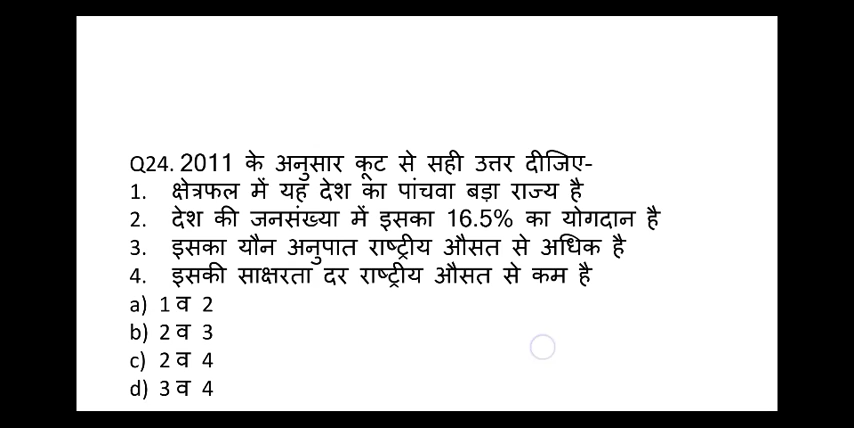 Q24. 2011 के अनुसार कूट से सही उत्तर दीजिए-
1. क्षेत्रफल में यह देश का पांचवा बड़ा राज्य है
2. देश की जनसंख्या में इसका 16.5% का योगदान है
3. इसका यौन अनुपात राष्ट्रीय औसत से अधिक है
4. इसकी साक्षरता दर राष्ट्रीय औसत से कम है
a) 1 व 2
b) 2 व 3
c) 2 व 4
d) 3 व 4